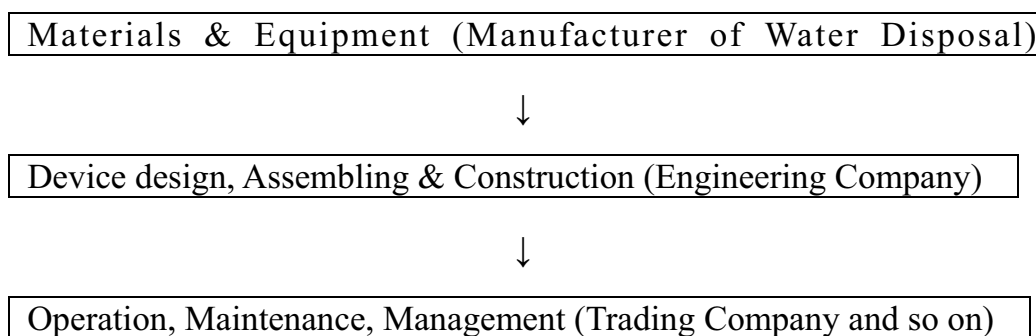 Materials & Equipment (Manufacturer of Water Disposal)
↓
Device design, Assembling & Construction (Engineering Company)
↓
Operation, Maintenance, Management (Trading Company and so on)